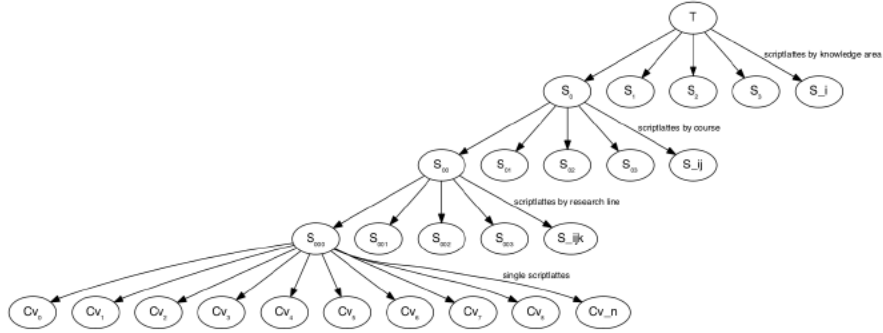 T
scriptlattes by knowledge area
S₀ S₁ S₂ S₃ S_i
scriptlattes by course
S₀₀ S₀₁ S₀₂ S₀₃ S_ij
scriptlattes by research line
S₀₀₀ S₀₀₁ S₀₀₂ S₀₀₃ S_ijk
single scriptlattes
Cv₀ Cv₁ Cv₂ Cv₃ Cv₄ Cv₅ Cv₆ Cv₇ Cv₈ Cv_n